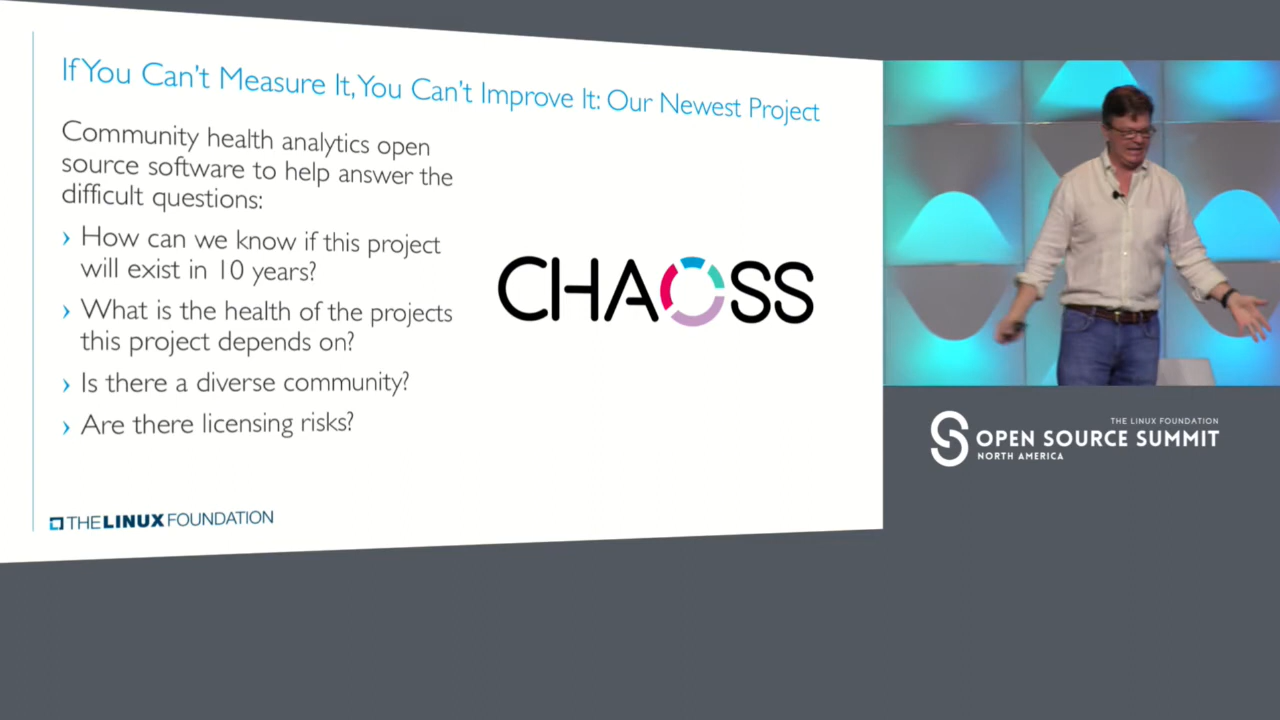 If You Can't Measure It, You Can't Improve It: Our Newest Project
Community health analytics open
source software to help answer the
difficult questions:
› How can we know if this project
will exist in 10 years?
› What is the health of the projects
this project depends on?
› Is there a diverse community?
› Are there licensing risks?
CHAOSS
THE LINUX FOUNDATION
THE LINUX FOUNDATION
OPEN SOURCE SUMMIT
NORTH AMERICA